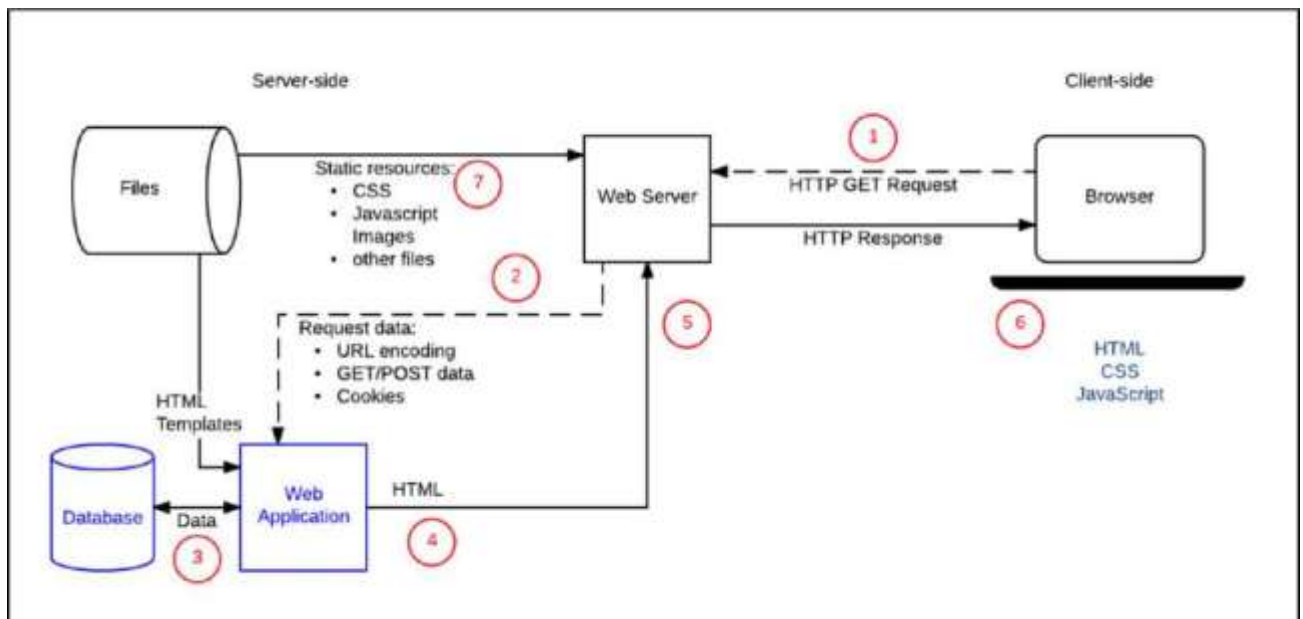 Server-side
Client-side
Files
Static resources:
• CSS
• Javascript
Images
• other files
7
Web Server
1
HTTP GET Request
HTTP Response
Browser
2
Request data:
• URL encoding
• GET/POST data
• Cookies
5
6
HTML
CSS
JavaScript
HTML
Templates
Database
Data
3
Web
Application
HTML
4